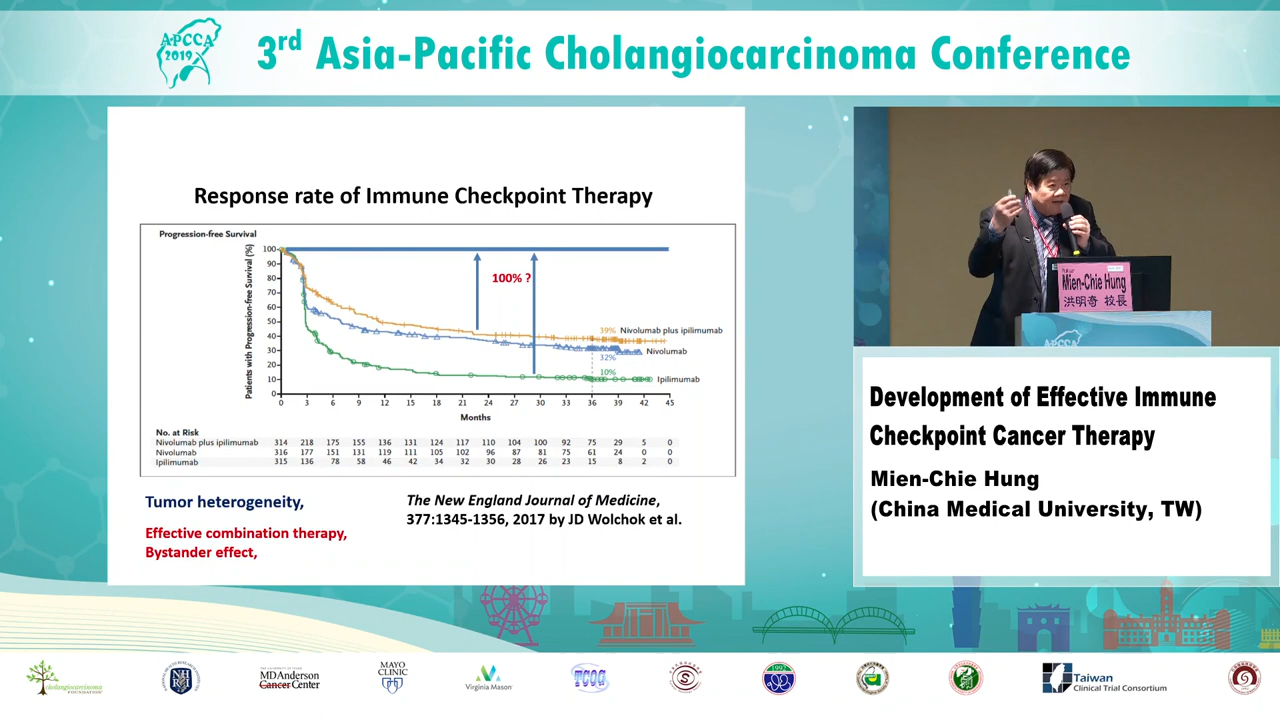 APCCA
2019
3rd Asia-Pacific Cholangiocarcinoma Conference
Response rate of Immune Checkpoint Therapy
Progression-free Survival
Patients with Progression-free Survival (%)
100
90
80
70
60
50
40
30
20
10
0
100% ?
39% Nivolumab plus ipilimumab
Nivolumab
32%
10%
Ipilimumab
0 3 6 9 12 15 18 21 24 27 30 33 36 39 42 45
Months
No. at Risk
Nivolumab plus ipilimumab 314 218 175 155 136 131 124 117 110 104 100 92 75 29 5 0
Nivolumab 316 177 151 131 119 111 105 102 96 87 81 75 61 24 0 0
Ipilimumab 315 136 78 58 46 42 34 32 30 28 26 23 15 8 2 0
Tumor heterogeneity,
Effective combination therapy,
Bystander effect,
The New England Journal of Medicine,
377:1345-1356, 2017 by JD Wolchok et al.
Mien-Chie Hung
洪明奇 校長
APCCA
Development of Effective Immune
Checkpoint Cancer Therapy
Mien-Chie Hung
(China Medical University, TW)
cholangiocarcinoma
FOUNDATION
NHRI
MDAnderson
Cancer Center
MAYO
CLINIC
Virginia Mason
TCOG
Taiwan
Clinical Trial Consortium